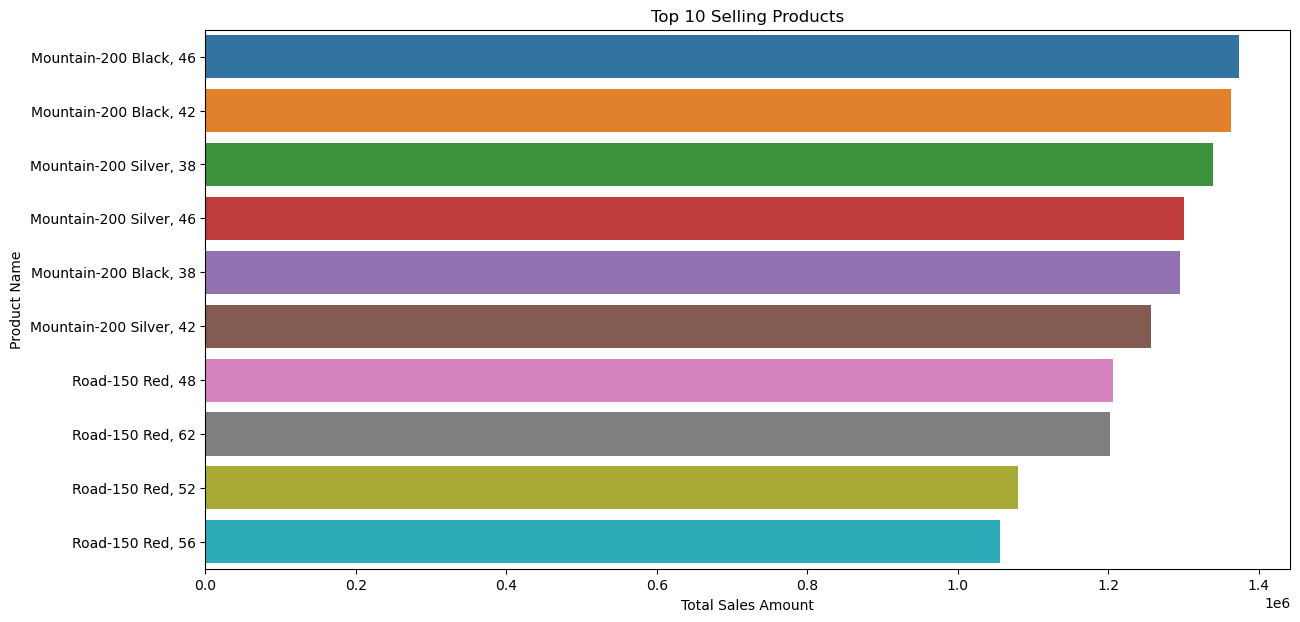 Top 10 Selling Products
Product Name
Mountain-200 Black, 46
Mountain-200 Black, 42
Mountain-200 Silver, 38
Mountain-200 Silver, 46
Mountain-200 Black, 38
Mountain-200 Silver, 42
Road-150 Red, 48
Road-150 Red, 62
Road-150 Red, 52
Road-150 Red, 56
0.0 0.2 0.4 0.6 0.8 1.0 1.2 1.4
1e6
Total Sales Amount